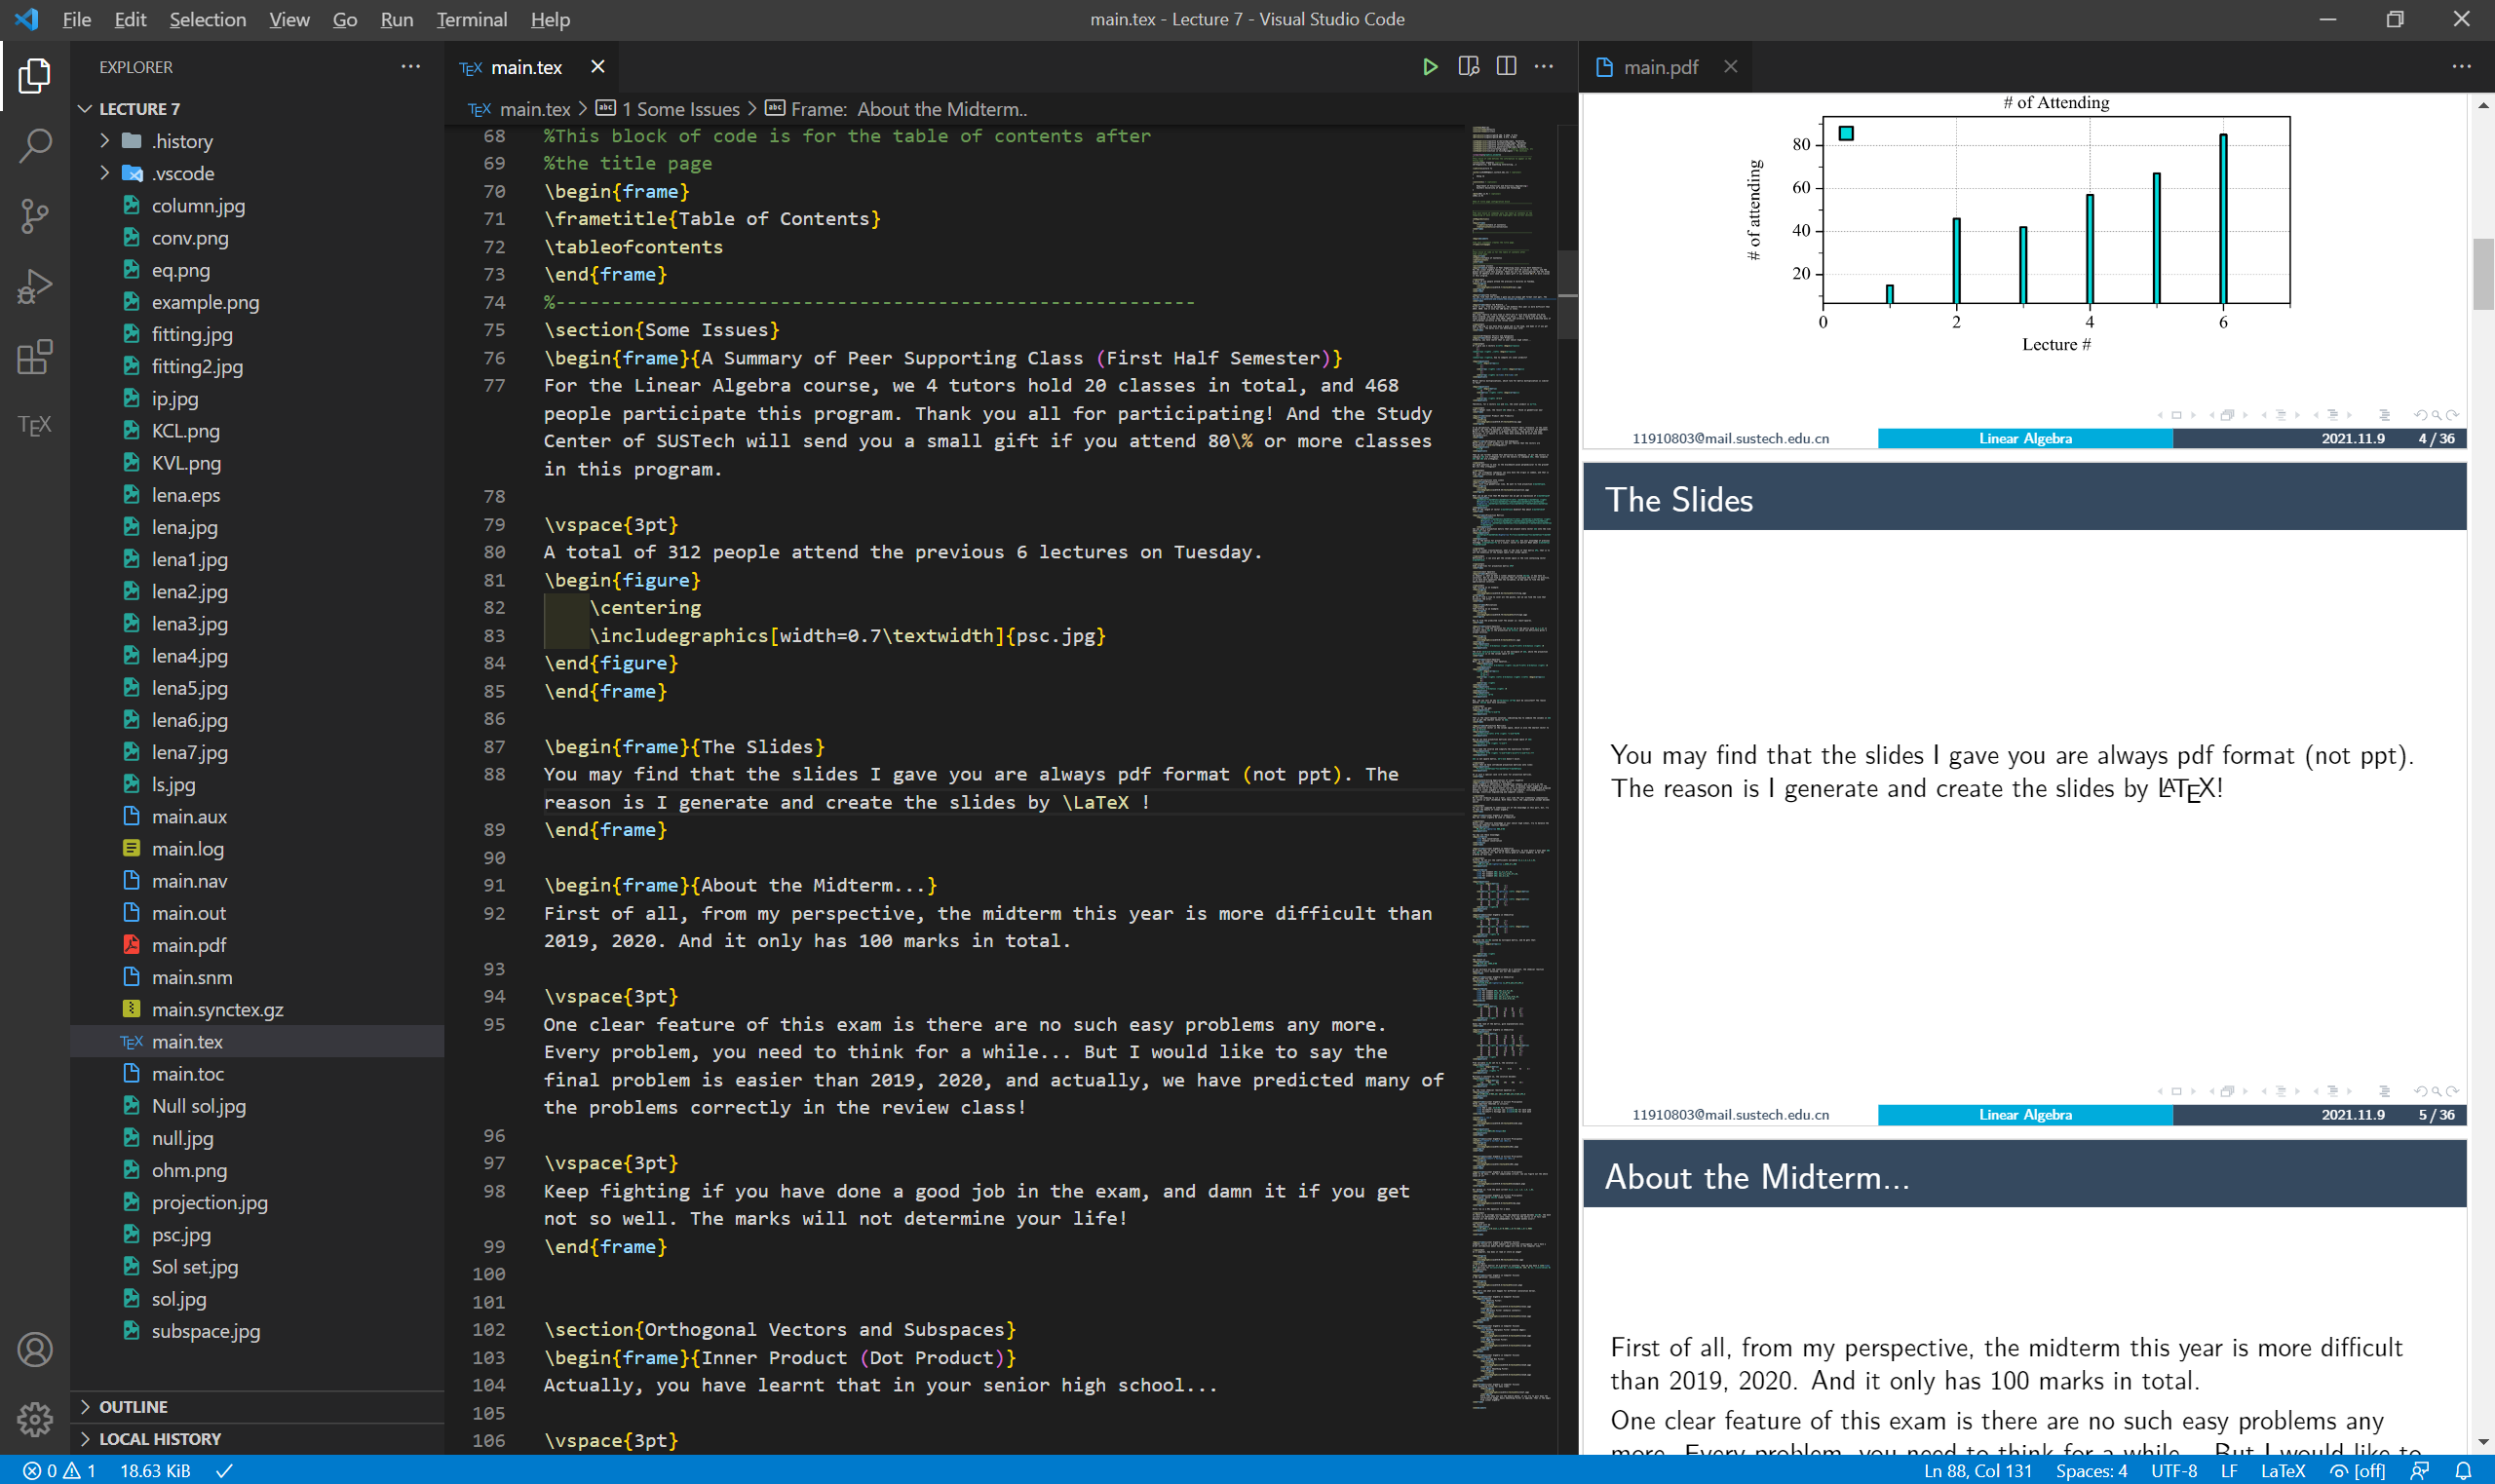 File Edit Selection View Go Run Terminal Help
main.tex - Lecture 7 - Visual Studio Code
EXPLORER
LECTURE 7
.history
.vscode
column.jpg
conv.png
eq.png
example.png
fitting.jpg
fitting2.jpg
ip.jpg
KCL.png
KVL.png
lena.eps
lena.jpg
lena1.jpg
lena2.jpg
lena3.jpg
lena4.jpg
lena5.jpg
lena6.jpg
lena7.jpg
ls.jpg
main.aux
main.log
main.nav
main.out
main.pdf
main.snm
main.synctex.gz
TEX main.tex
main.toc
Null sol.jpg
null.jpg
ohm.png
projection.jpg
psc.jpg
Sol set.jpg
sol.jpg
subspace.jpg
OUTLINE
LOCAL HISTORY
TEX
TEX main.tex
TEX main.tex > 1 Some Issues > Frame: About the Midterm..
68 %This block of code is for the table of contents after
69 %the title page
70 \begin{frame}
71 \frametitle{Table of Contents}
72 \tableofcontents
73 \end{frame}
74 %---------------------------------------------------------
75 \section{Some Issues}
76 \begin{frame}{A Summary of Peer Supporting Class (First Half Semester)}
77 For the Linear Algebra course, we 4 tutors hold 20 classes in total, and 468
people participate this program. Thank you all for participating! And the Study
Center of SUSTech will send you a small gift if you attend 80\% or more classes
in this program.
78
79 \vspace{3pt}
80 A total of 312 people attend the previous 6 lectures on Tuesday.
81 \begin{figure}
82 \centering
83 \includegraphics[width=0.7\textwidth]{psc.jpg}
84 \end{figure}
85 \end{frame}
86
87 \begin{frame}{The Slides}
88 You may find that the slides I gave you are always pdf format (not ppt). The
reason is I generate and create the slides by \LaTeX !
89 \end{frame}
90
91 \begin{frame}{About the Midterm...}
92 First of all, from my perspective, the midterm this year is more difficult than
2019, 2020. And it only has 100 marks in total.
93
94 \vspace{3pt}
95 One clear feature of this exam is there are no such easy problems any more.
Every problem, you need to think for a while... But I would like to say the
final problem is easier than 2019, 2020, and actually, we have predicted many of
the problems correctly in the review class!
96
97 \vspace{3pt}
98 Keep fighting if you have done a good job in the exam, and damn it if you get
not so well. The marks will not determine your life!
99 \end{frame}
100
101
102 \section{Orthogonal Vectors and Subspaces}
103 \begin{frame}{Inner Product (Dot Product)}
104 Actually, you have learnt that in your senior high school...
105
106 \vspace{3pt}
main.pdf
# of Attending
# of attending
80
60
40
20
0 2 4 6
Lecture #
11910803@mail.sustech.edu.cn Linear Algebra 2021.11.9 4 / 36
The Slides
You may find that the slides I gave you are always pdf format (not ppt).
The reason is I generate and create the slides by LATEX!
11910803@mail.sustech.edu.cn Linear Algebra 2021.11.9 5 / 36
About the Midterm...
First of all, from my perspective, the midterm this year is more difficult
than 2019, 2020. And it only has 100 marks in total.
One clear feature of this exam is there are no such easy problems any
more. Every problem, you need to think for a while... But I would like to
0 1 18.63 KiB
Ln 88, Col 131 Spaces: 4 UTF-8 LF LaTeX [off]